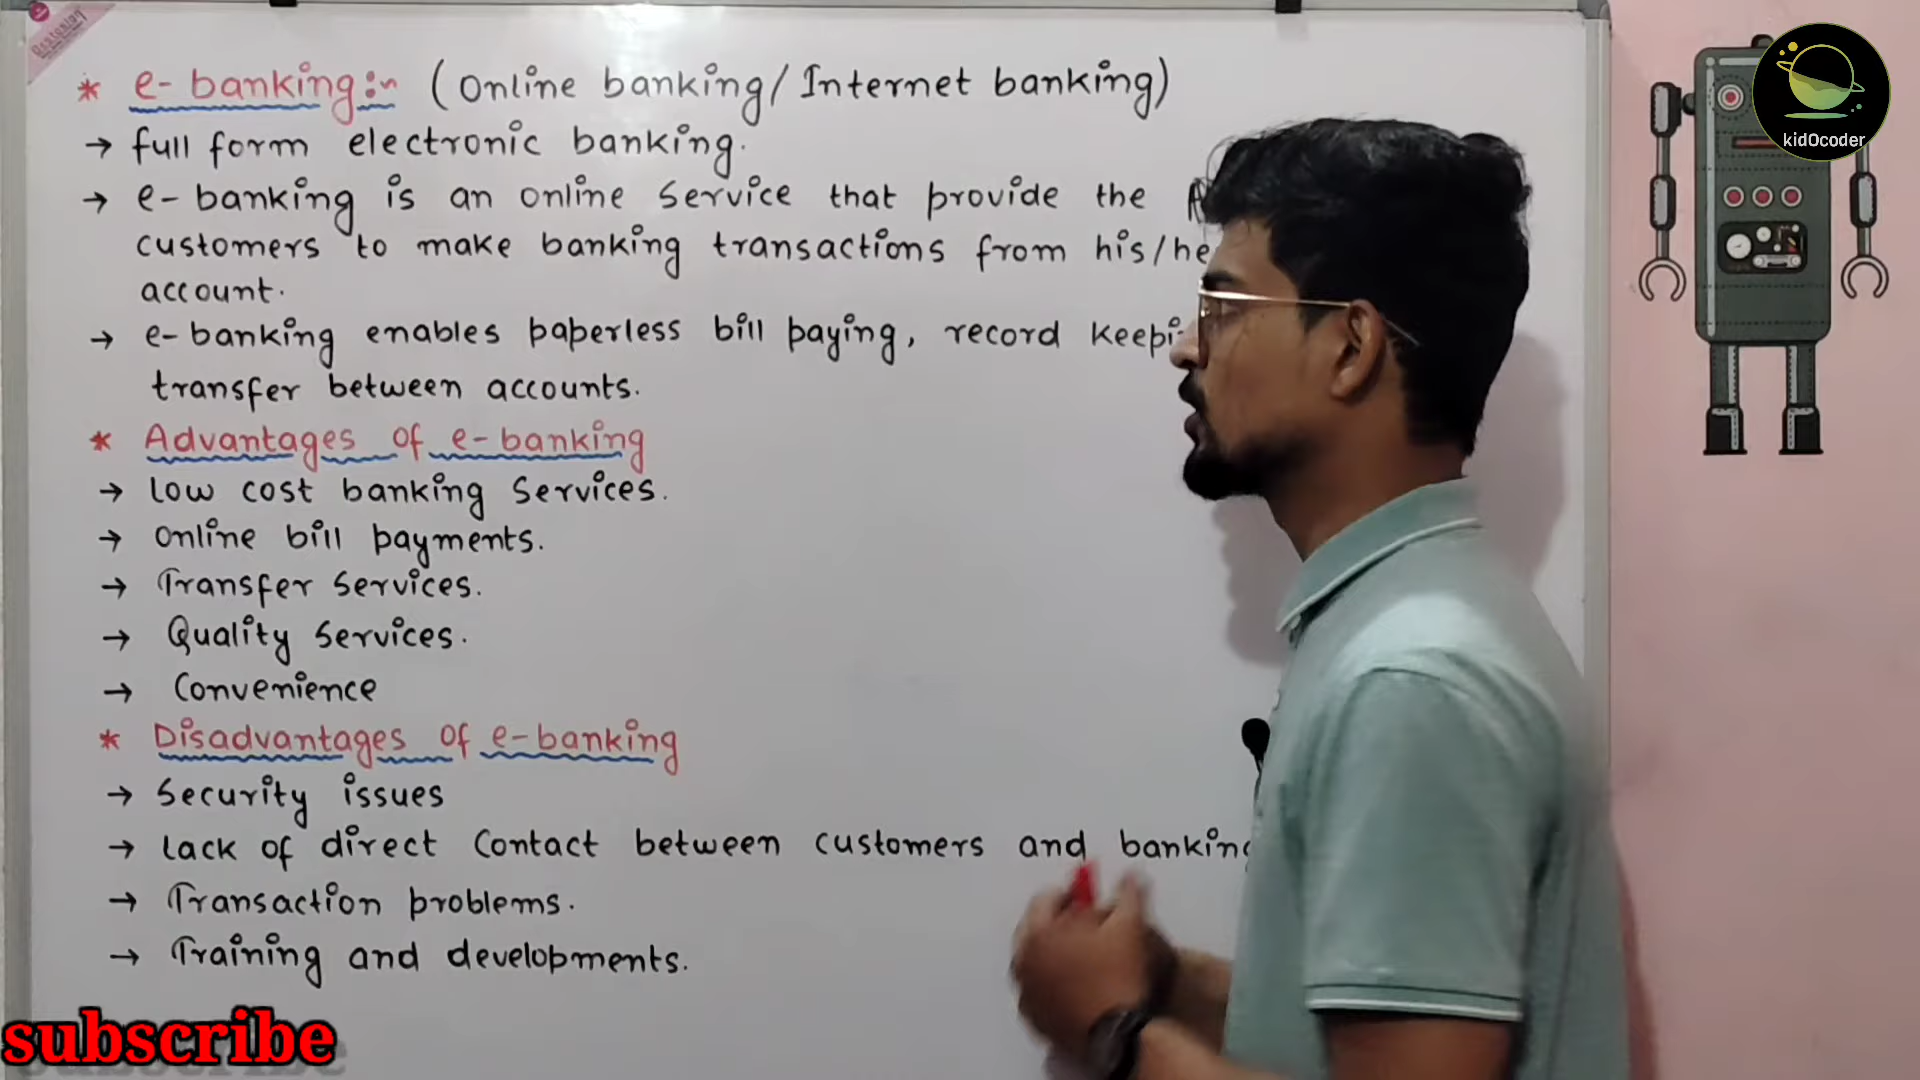 * e-banking:- (Online banking/Internet banking)
→ full form electronic banking.
→ e-banking is an online service that provide the
customers to make banking transactions from his/he
account.
→ e-banking enables paperless bill paying, record keepi
transfer between accounts.
* Advantages of e-banking
→ Low cost banking services.
→ Online bill payments.
→ Transfer services.
→ Quality services.
→ Convenience
* Disadvantages of e-banking
→ Security issues
→ Lack of direct contact between customers and banking
→ Transaction problems.
→ Training and developments.
subscribe
kidOcoder